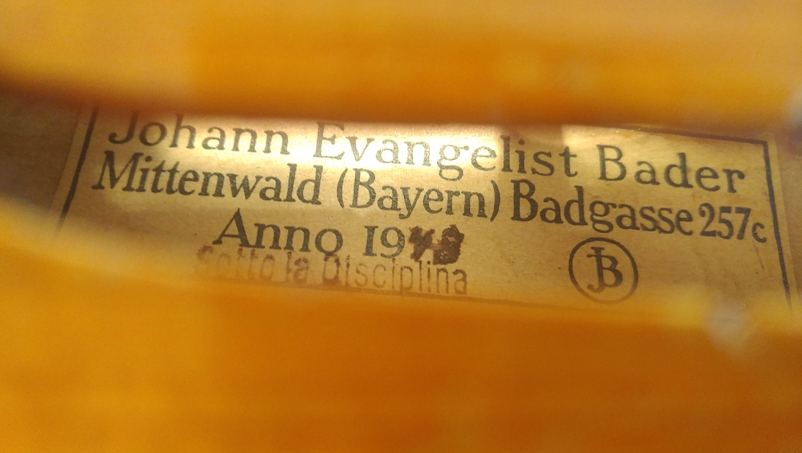 Johann Evangelist Bader
Mittenwald (Bayern) Badgasse 257c
Anno 19
Sotto la Disciplina
JB